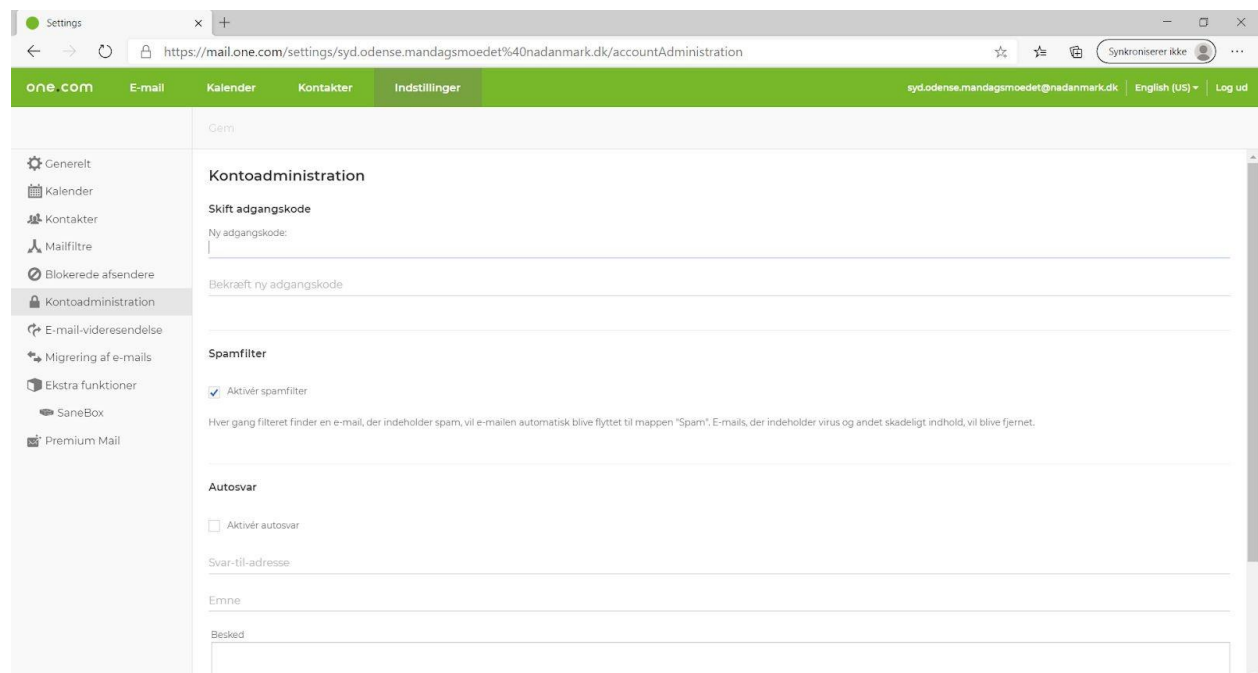 Settings
https://mail.one.com/settings/syd.odense.mandagsmoedet%40nadanmark.dk/accountAdministration
Synkroniserer ikke
one.com
E-mail
Kalender
Kontakter
Indstillinger
syd.odense.mandagsmoedet@nadanmark.dk
English (US)
Log ud
Gem
Generelt
Kalender
Kontakter
Mailfiltre
Blokerede afsendere
Kontoadministration
E-mail-videresendelse
Migrering af e-mails
Ekstra funktioner
SaneBox
Premium Mail
Kontoadministration
Skift adgangskode
Ny adgangskode:
Bekræft ny adgangskode
Spamfilter
Aktivér spamfilter
Hver gang filteret finder en e-mail, der indeholder spam, vil e-mailen automatisk blive flyttet til mappen "Spam". E-mails, der indeholder virus og andet skadeligt indhold, vil blive fjernet.
Autosvar
Aktivér autosvar
Svar-til-adresse
Emne
Besked